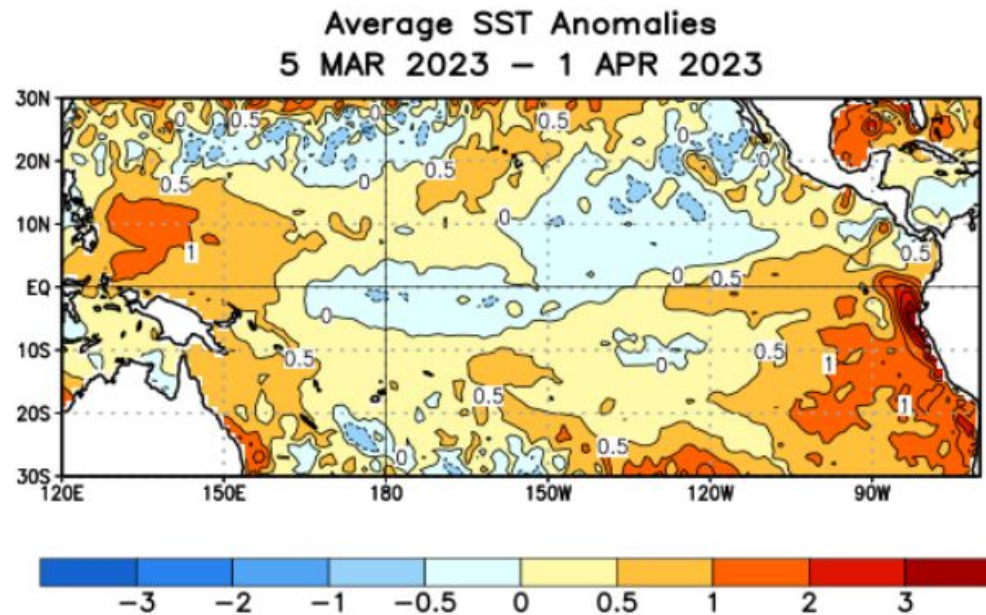 Average SST Anomalies
5 MAR 2023 – 1 APR 2023
30N
0 0.5 0 0.5 0
20N
0.5 0 0.5 0
10N
1 0 0.5
EQ
0 0 0.5
10S
0.5 0 0.5 1
20S
0.5 1
0 0.5
30S
120E 150E 180 150W 120W 90W
−3 −2 −1 −0.5 0 0.5 1 2 3